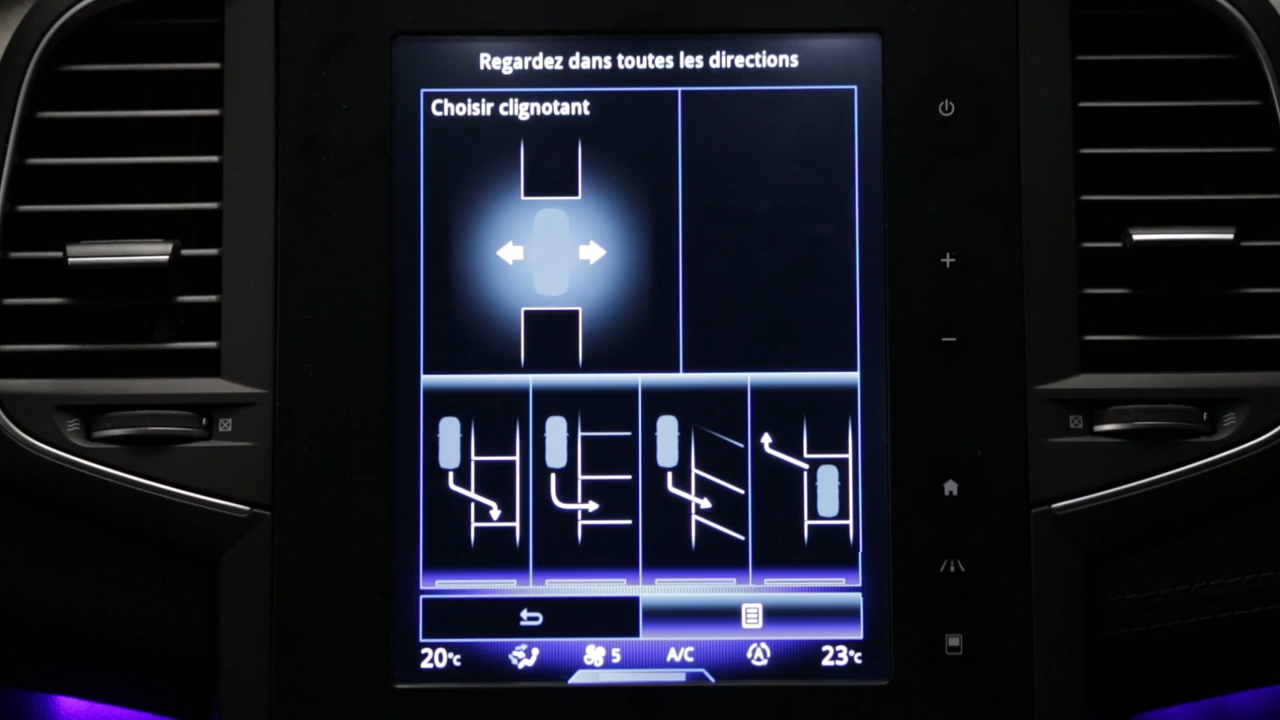 Regardez dans toutes les directions
Choisir clignotant
20°C
5
A/C
23°C